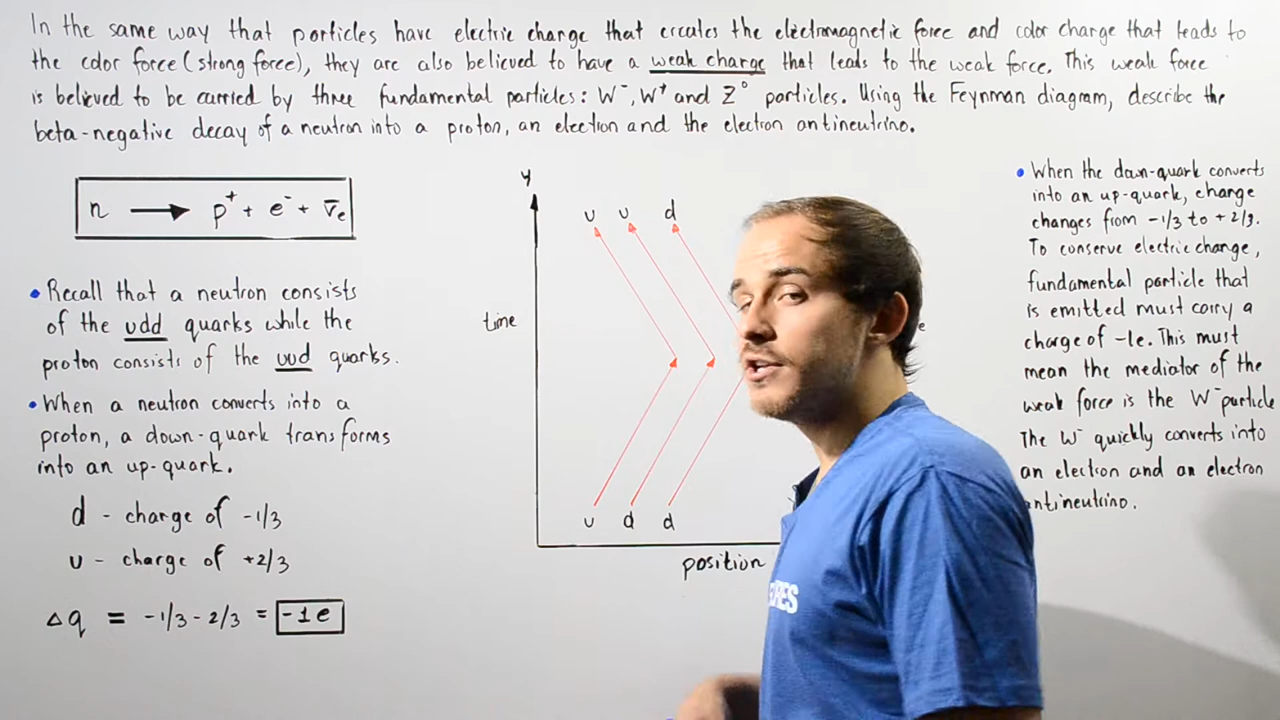 In the same way that particles have electric charge that creates the electromagnetic force and color charge that leads to
the color force (strong force), they are also believed to have a weak charge that leads to the weak force. This weak force
is believed to be carried by three fundamental particles: W⁻, W⁺ and Z⁰ particles. Using the Feynman diagram, describe the
beta-negative decay of a neutron into a proton, an electron and the electron antineutrino.
n → p⁺ + e⁻ + ν̄e
• Recall that a neutron consists
of the udd quarks while the
proton consists of the uud quarks.
• When a neutron converts into a
proton, a down-quark transforms
into an up-quark.
d - charge of -1/3
u - charge of +2/3
Δq = -1/3 - 2/3 = -1e
y
u u d
time
e
u d d
position
• When the down-quark converts
into an up-quark, charge
changes from -1/3 to +2/3.
To conserve electric charge,
fundamental particle that
is emitted must carry a
charge of -1e. This must
mean the mediator of the
weak force is the W⁻ particle
The W⁻ quickly converts into
an electron and an electron
antineutrino.